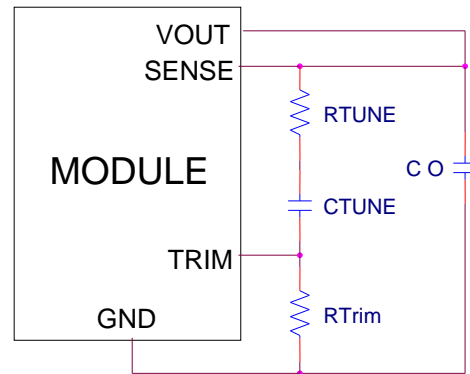 VOUT
SENSE
RTUNE
MODULE
C O
CTUNE
TRIM
GND
RTrim